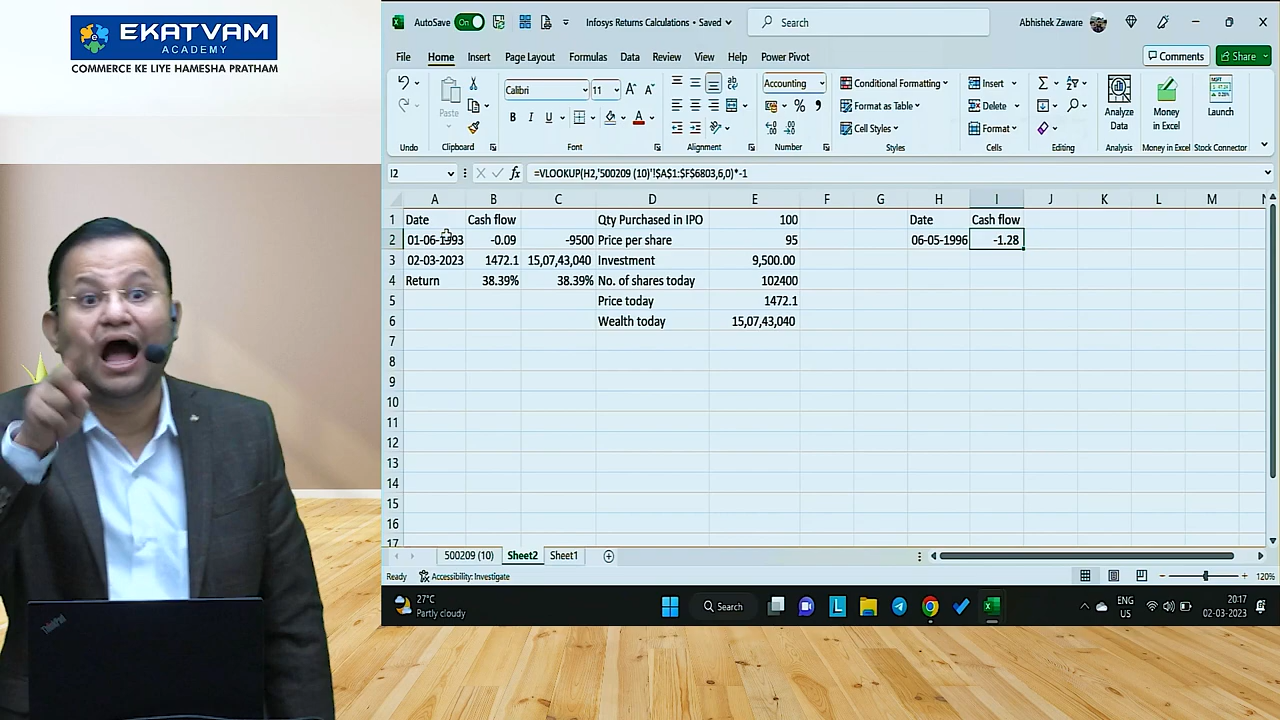 EKATVAM
ACADEMY
COMMERCE KE LIYE HAMESHA PRATHAM
AutoSave On Infosys Returns Calculations • Saved Search Abhishek Zaware
File Home Insert Page Layout Formulas Data Review View Help Power Pivot Comments Share
Paste Calibri 11 Accounting Conditional Formatting Insert
Format as Table Delete Analyze Data Money in Excel Launch
B I U Cell Styles Format
Undo Clipboard Font Alignment Number Styles Cells Editing Analysis Money in Excel Stock Connector
I2 fx =VLOOKUP(H2,'500209 (10)'!$A$1:$F$6803,6,0)*-1
A B C D E F G H I J K L M N
1 Date Cash flow Qty Purchased in IPO 100 Date Cash flow
2 01-06-1993 -0.09 -9500 Price per share 95 06-05-1996 -1.28
3 02-03-2023 1472.1 15,07,43,040 Investment 9,500.00
4 Return 38.39% 38.39% No. of shares today 102400
5 Price today 1472.1
6 Wealth today 15,07,43,040
7
8
9
10
11
12
13
14
15
16
17
500209 (10) Sheet2 Sheet1
Ready Accessibility: Investigate 120%
27°C
Partly cloudy
Search
L
ENG
US
20:17
02-03-2023
ThinkPad